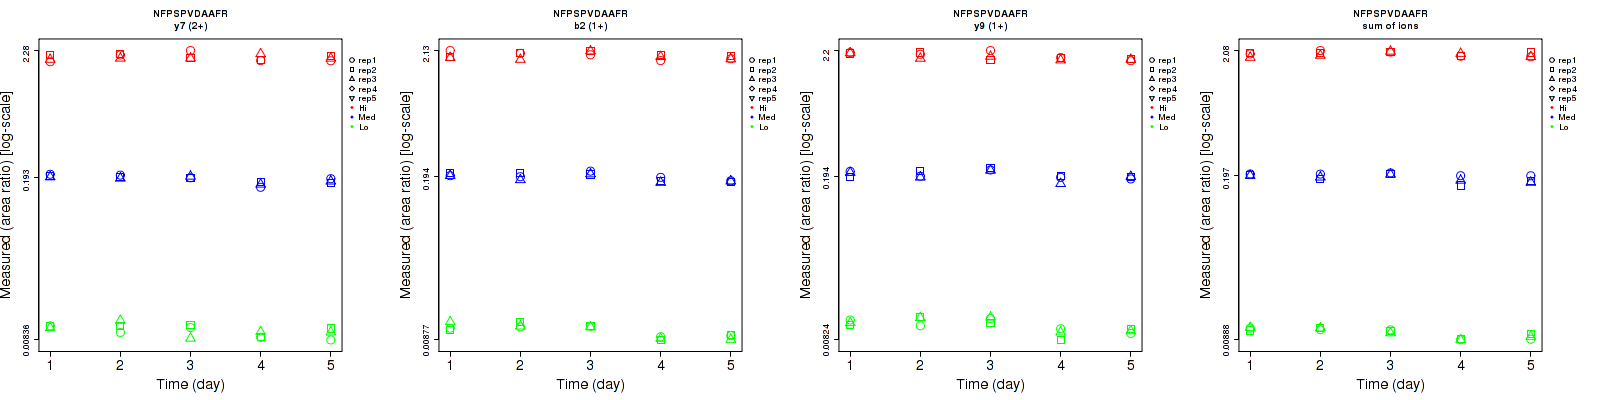 NFPSPVDAAFR
y7 (2+)
Measured (area ratio) [log-scale]
2.28
0.193
0.00836
1 2 3 4 5
Time (day)
rep1
rep2
rep3
rep4
rep5
Hi
Med
Lo
NFPSPVDAAFR
b2 (1+)
Measured (area ratio) [log-scale]
2.13
0.194
0.00877
1 2 3 4 5
Time (day)
rep1
rep2
rep3
rep4
rep5
Hi
Med
Lo
NFPSPVDAAFR
y9 (1+)
Measured (area ratio) [log-scale]
2.2
0.194
0.00824
1 2 3 4 5
Time (day)
rep1
rep2
rep3
rep4
rep5
Hi
Med
Lo
NFPSPVDAAFR
sum of ions
Measured (area ratio) [log-scale]
2.08
0.197
0.00888
1 2 3 4 5
Time (day)
rep1
rep2
rep3
rep4
rep5
Hi
Med
Lo